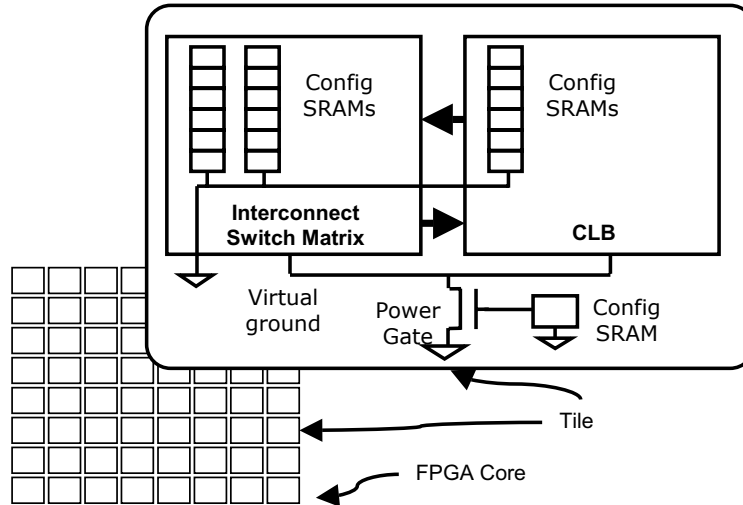 Config
SRAMs
Config
SRAMs
Interconnect
Switch Matrix
CLB
Virtual
ground
Power
Gate
Config
SRAM
Tile
FPGA Core